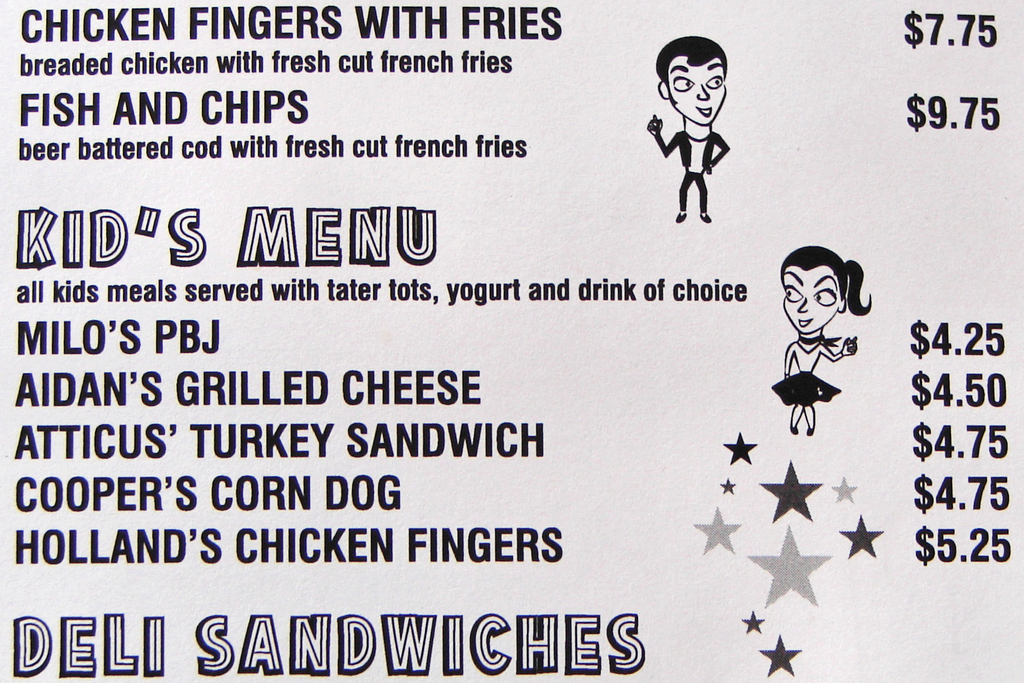 CHICKEN FINGERS WITH FRIES $7.75
breaded chicken with fresh cut french fries
FISH AND CHIPS $9.75
beer battered cod with fresh cut french fries
KID"S MENU
all kids meals served with tater tots, yogurt and drink of choice
MILO'S PBJ $4.25
AIDAN'S GRILLED CHEESE $4.50
ATTICUS' TURKEY SANDWICH $4.75
COOPER'S CORN DOG $4.75
HOLLAND'S CHICKEN FINGERS $5.25
DELI SANDWICHES